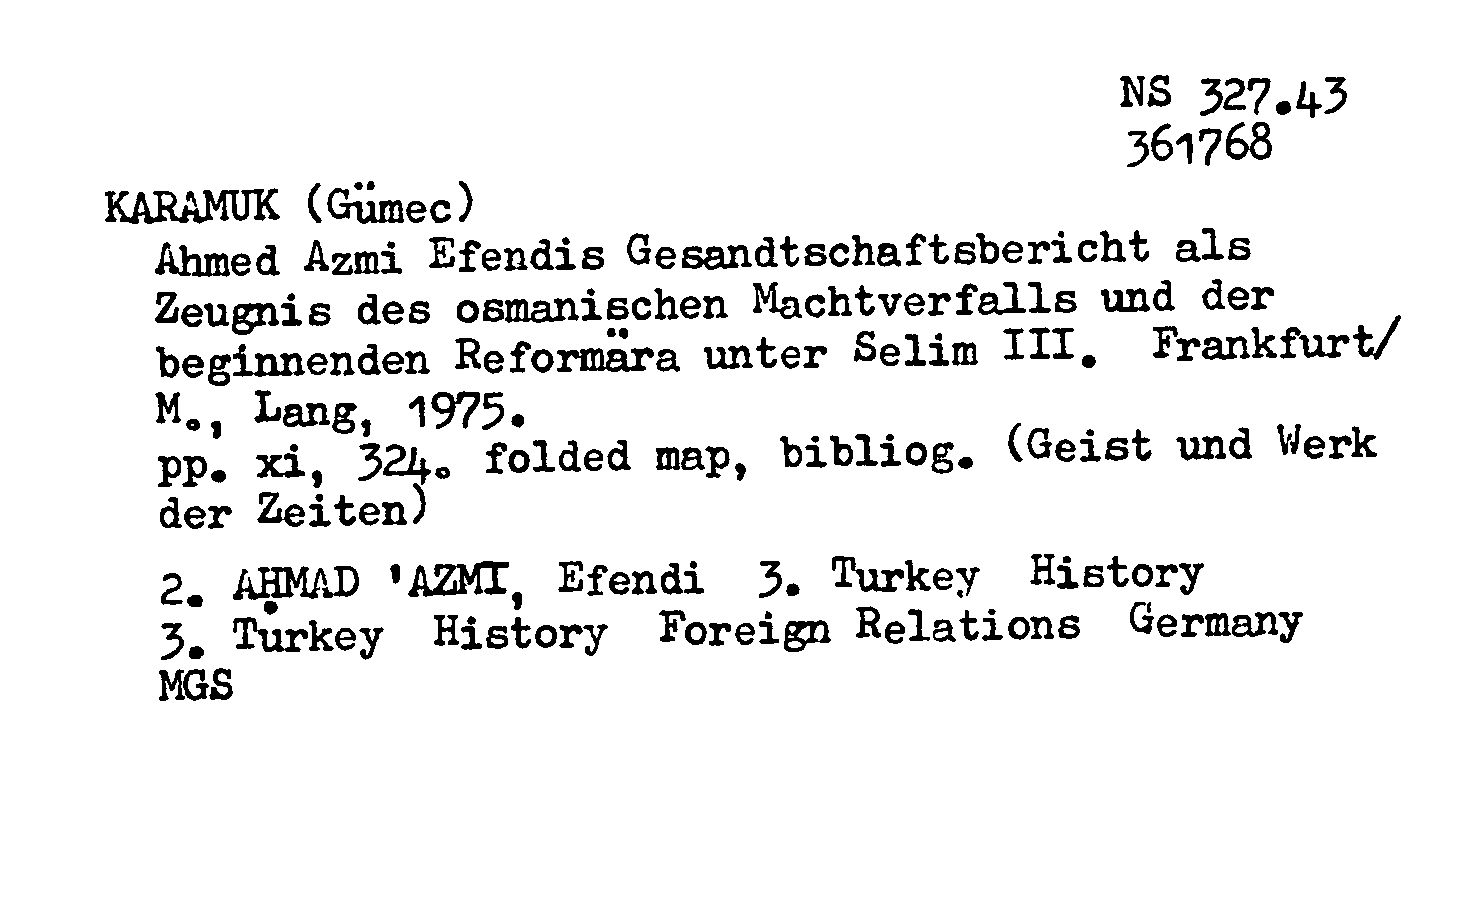 NS 327.43
361768
KARAMUK (Gümec)
Ahmed Azmi Efendis Gesandtschaftsbericht als
Zeugnis des osmanischen Machtverfalls und der
beginnenden Reformära unter Selim III. Frankfurt/
M., Lang, 1975.
pp. xi, 324. folded map, bibliog. (Geist und Werk
der Zeiten)
2. AḤMAD 'AZMI, Efendi 3. Turkey History
3. Turkey History Foreign Relations Germany
MGS